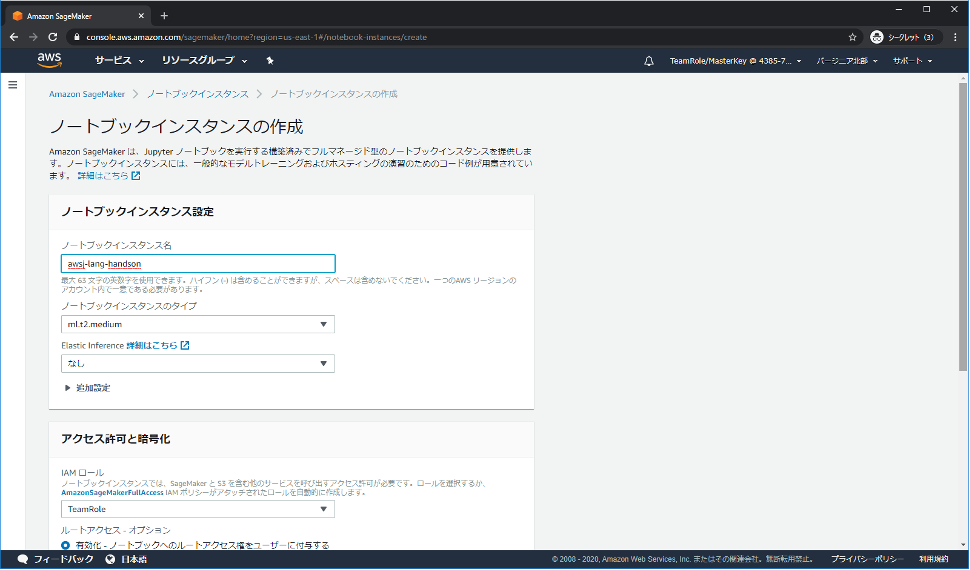 Amazon SageMaker
console.aws.amazon.com/sagemaker/home?region=us-east-1#/notebook-instances/create
シークレット (3)
aws サービス リソースグループ TeamRole/MasterKey @ 4385-7... バージニア北部 サポート
Amazon SageMaker > ノートブックインスタンス > ノートブックインスタンスの作成
ノートブックインスタンスの作成
Amazon SageMaker は、Jupyter ノートブックを実行する構築済みでフルマネージド型のノートブックインスタンスを提供しま
す。ノートブックインスタンスには、一般的なモデルトレーニングおよびホスティングの演習のためのコード例が用意されてい
ます。 詳細はこちら
ノートブックインスタンス設定
ノートブックインスタンス名
awsj-lang-handson
最大 63 文字の英数字を使用できます。ハイフン (-) は含めることができますが、スペースは含めないでください。一つのAWS リージョンの
アカウント内で一意である必要があります。
ノートブックインスタンスのタイプ
ml.t2.medium
Elastic Inference 詳細はこちら
なし
追加設定
アクセス許可と暗号化
IAM ロール
ノートブックインスタンスでは、SageMaker と S3 を含む他のサービスを呼び出すアクセス許可が必要です。ロールを選択するか、
AmazonSageMakerFullAccess IAM ポリシーがアタッチされたロールを自動的に作成します。
TeamRole
ルートアクセス - オプション
有効化 - ノートブックへのルートアクセス権をユーザーに付与する
フィードバック 日本語 © 2008 - 2020, Amazon Web Services, Inc. またはその関連会社。無断転用禁止。 プライバシーポリシー 利用規約